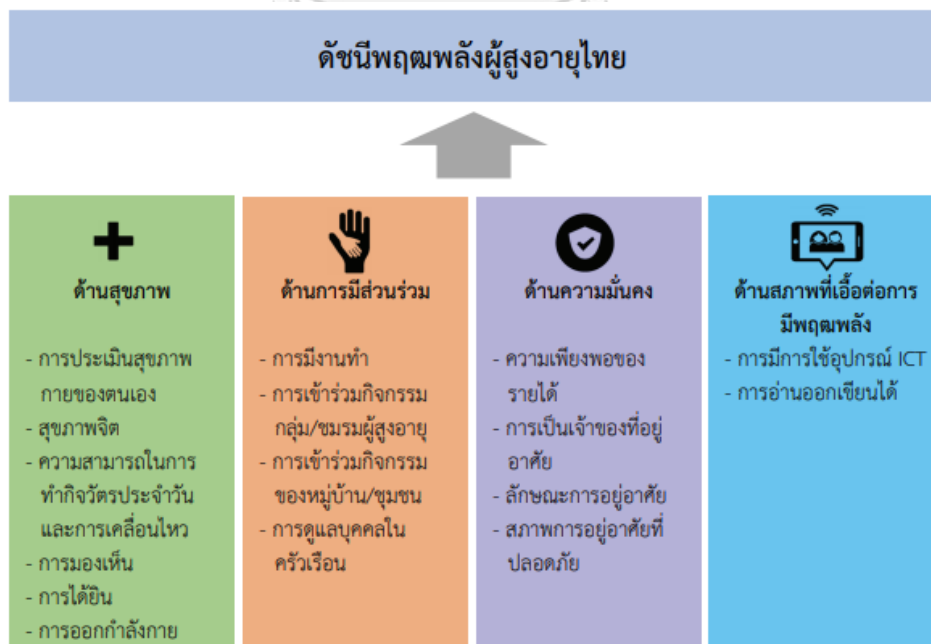 ดัชนีพฤฒพลังผู้สูงอายุไทย
ด้านสุขภาพ
- การประเมินสุขภาพ
กายของตนเอง
- สุขภาพจิต
- ความสามารถในการ
ทำกิจวัตรประจำวัน
และการเคลื่อนไหว
- การมองเห็น
- การได้ยิน
- การออกกำลังกาย
ด้านการมีส่วนร่วม
- การมีงานทำ
- การเข้าร่วมกิจกรรม
กลุ่ม/ชมรมผู้สูงอายุ
- การเข้าร่วมกิจกรรม
ของหมู่บ้าน/ชุมชน
- การดูแลบุคคลใน
ครัวเรือน
ด้านความมั่นคง
- ความเพียงพอของ
รายได้
- การเป็นเจ้าของที่อยู่
อาศัย
- ลักษณะการอยู่อาศัย
- สภาพการอยู่อาศัยที่
ปลอดภัย
ด้านสภาพที่เอื้อต่อการ
มีพฤฒพลัง
- การมีการใช้อุปกรณ์ ICT
- การอ่านออกเขียนได้